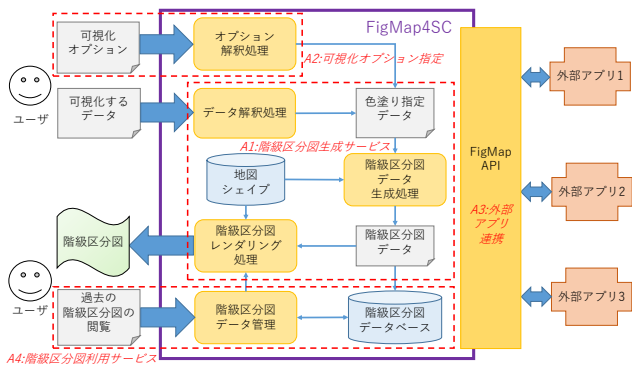 FigMap4SC
可視化
オプション
オプション
解釈処理
A2:可視化オプション指定
ユーザ
可視化する
データ
データ解釈処理
色塗り指定
データ
A1:階級区分図生成サービス
地図
シェイプ
階級区分図
データ
生成処理
階級区分図
階級区分図
レンダリング
処理
階級区分図
データ
ユーザ
過去の
階級区分図の
閲覧
階級区分図
データ管理
階級区分図
データベース
A4:階級区分図利用サービス
FigMap
API
A3:外部
アプリ
連携
外部アプリ1
外部アプリ2
外部アプリ3